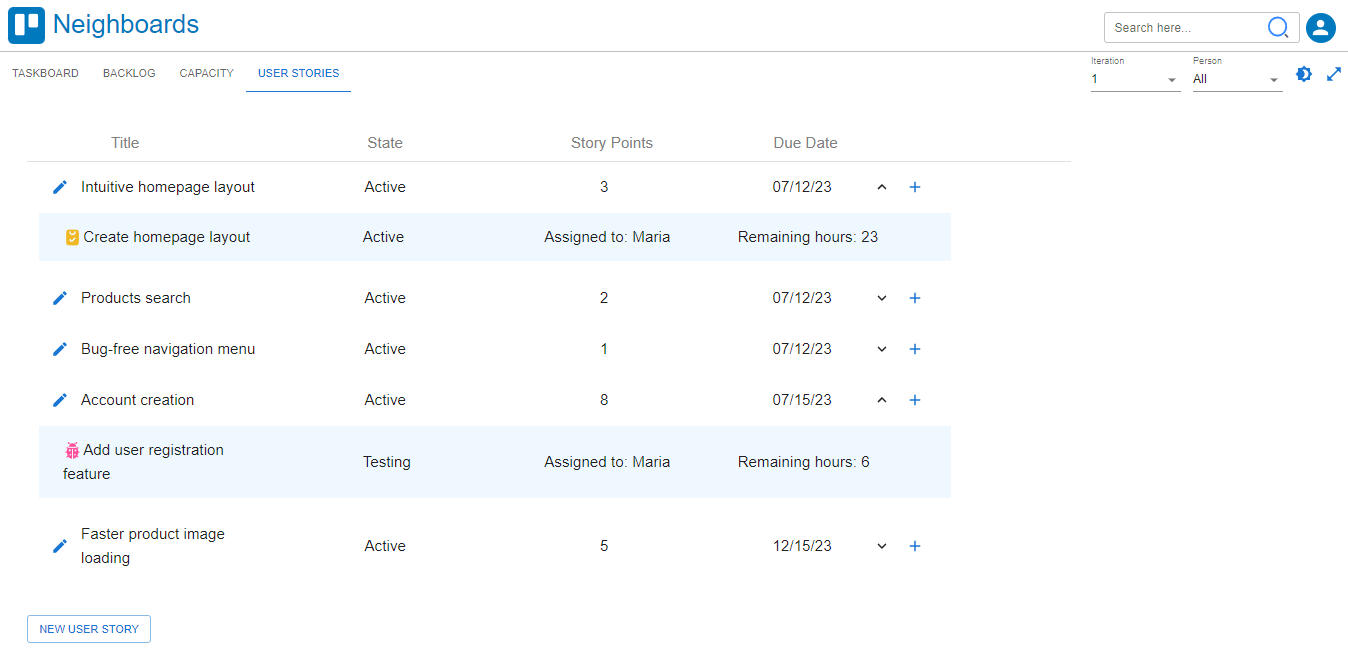 Neighboards
Search here...
TASKBOARD BACKLOG CAPACITY USER STORIES
Iteration Person
1 All
Title State Story Points Due Date
Intuitive homepage layout Active 3 07/12/23
Create homepage layout Active Assigned to: Maria Remaining hours: 23
Products search Active 2 07/12/23
Bug-free navigation menu Active 1 07/12/23
Account creation Active 8 07/15/23
Add user registration
feature Testing Assigned to: Maria Remaining hours: 6
Faster product image
loading Active 5 12/15/23
NEW USER STORY